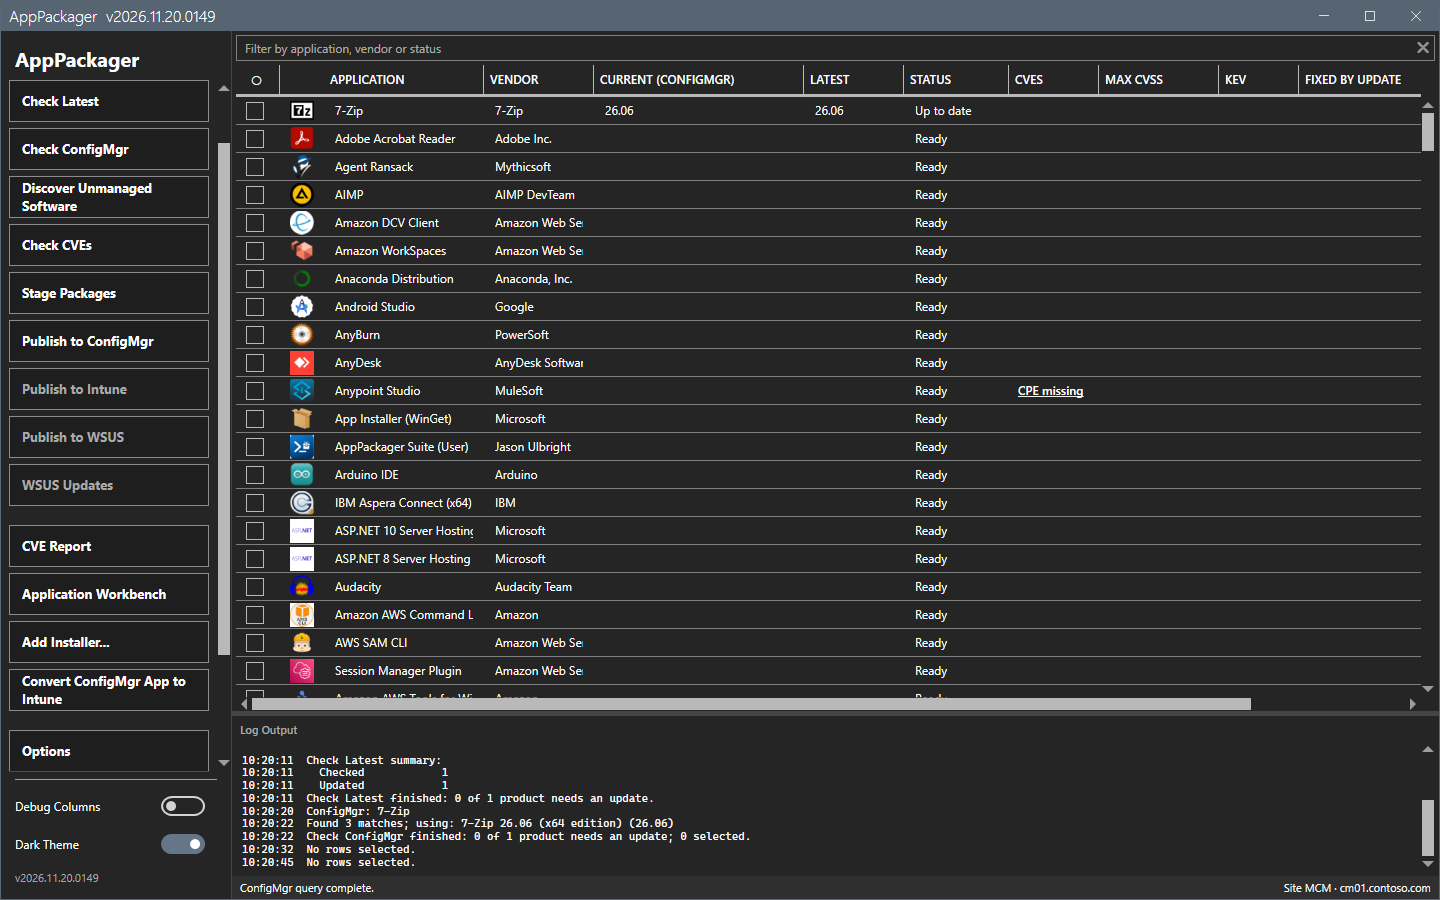 AppPackager v2026.11.20.0149
AppPackager
Check Latest
Check ConfigMgr
Discover Unmanaged
Software
Check CVEs
Stage Packages
Publish to ConfigMgr
Publish to Intune
Publish to WSUS
WSUS Updates
CVE Report
Application Workbench
Add Installer...
Convert ConfigMgr App to
Intune
Options
Debug Columns
Dark Theme
v2026.11.20.0149
Filter by application, vendor or status
APPLICATION VENDOR CURRENT (CONFIGMGR) LATEST STATUS CVES MAX CVSS KEV FIXED BY UPDATE
7-Zip 7-Zip 26.06 26.06 Up to date
Adobe Acrobat Reader Adobe Inc. Ready
Agent Ransack Mythicsoft Ready
AIMP AIMP DevTeam Ready
Amazon DCV Client Amazon Web Se Ready
Amazon WorkSpaces Amazon Web Se Ready
Anaconda Distribution Anaconda, Inc. Ready
Android Studio Google Ready
AnyBurn PowerSoft Ready
AnyDesk AnyDesk Softwar Ready
Anypoint Studio MuleSoft Ready CPE missing
App Installer (WinGet) Microsoft Ready
AppPackager Suite (User) Jason Ulbright Ready
Arduino IDE Arduino Ready
IBM Aspera Connect (x64) IBM Ready
ASP.NET 10 Server Hosting Microsoft Ready
ASP.NET 8 Server Hosting Microsoft Ready
Audacity Audacity Team Ready
Amazon AWS Command L Amazon Ready
AWS SAM CLI Amazon Web Se Ready
Session Manager Plugin Amazon Web Se Ready
Amazon AWS Tools for Wi Amazon Ready
Log Output
10:20:11 Check Latest summary:
10:20:11 Checked 1
10:20:11 Updated 1
10:20:11 Check Latest finished: 0 of 1 product needs an update.
10:20:20 ConfigMgr: 7-Zip
10:20:22 Found 3 matches; using: 7-Zip 26.06 (x64 edition) (26.06)
10:20:22 Check ConfigMgr finished: 0 of 1 product needs an update; 0 selected.
10:20:32 No rows selected.
10:20:45 No rows selected.
ConfigMgr query complete.
Site MCM · cm01.contoso.com